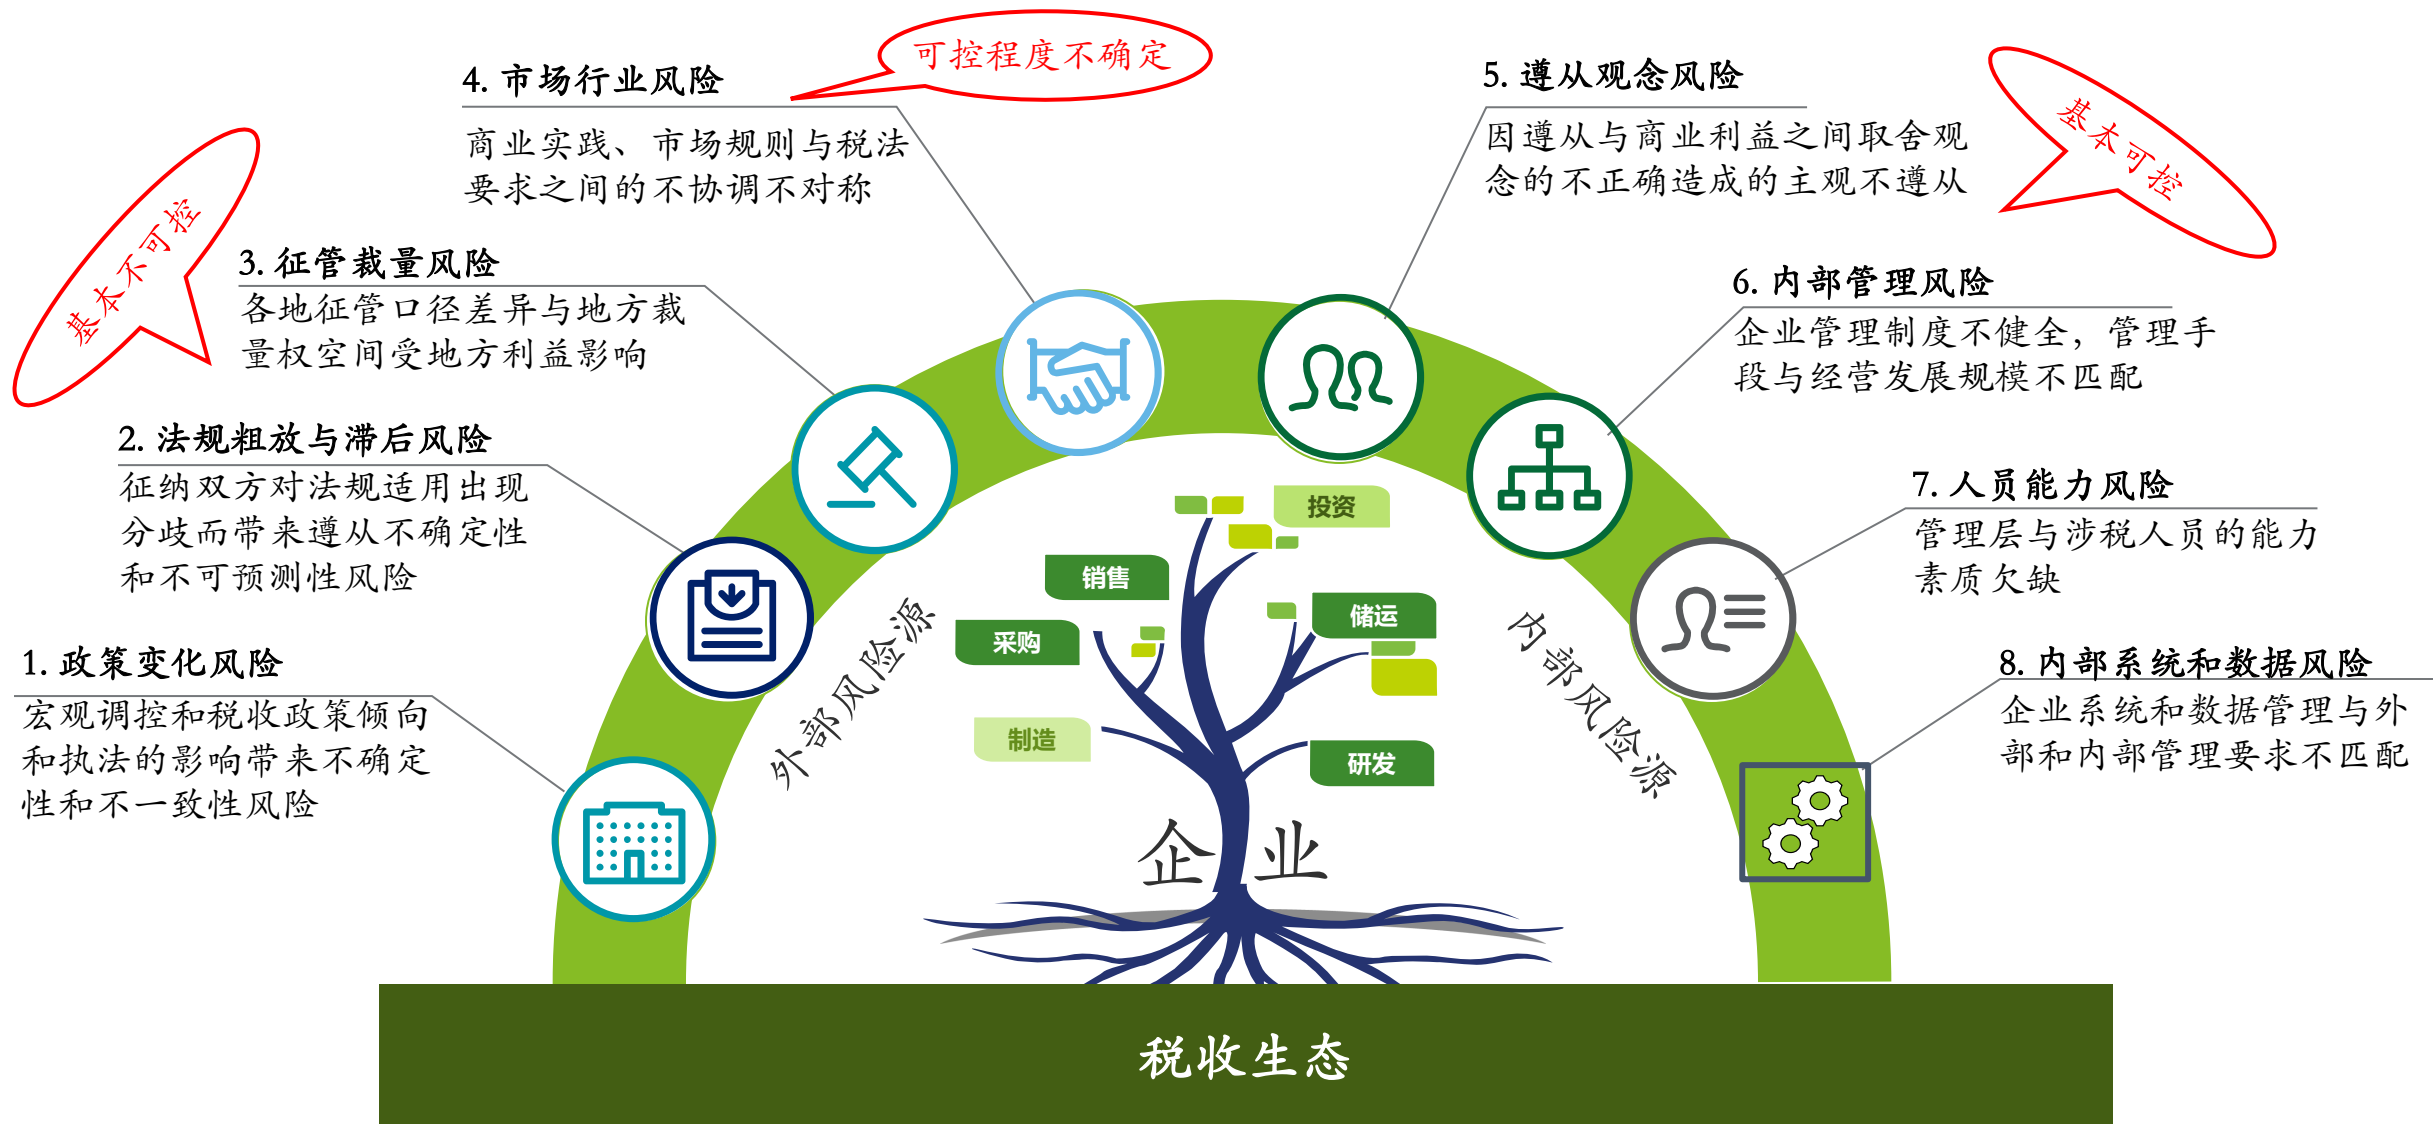 可控程度不确定
4. 市场行业风险
商业实践、市场规则与税法
要求之间的不协调不对称
5. 遵从观念风险
因遵从与商业利益之间取舍观
念的不正确造成的主观不遵从
基本可控
基本不可控
3. 征管裁量风险
各地征管口径差异与地方裁
量权空间受地方利益影响
6. 内部管理风险
企业管理制度不健全，管理手
段与经营发展规模不匹配
2. 法规粗放与滞后风险
征纳双方对法规适用出现
分歧而带来遵从不确定性
和不可预测性风险
7. 人员能力风险
管理层与涉税人员的能力
素质欠缺
1. 政策变化风险
宏观调控和税收政策倾向
和执法的影响带来不确定
性和不一致性风险
8. 内部系统和数据风险
企业系统和数据管理与外
部和内部管理要求不匹配
外部风险源
内部风险源
投资
销售
储运
采购
制造
研发
企业
税收生态